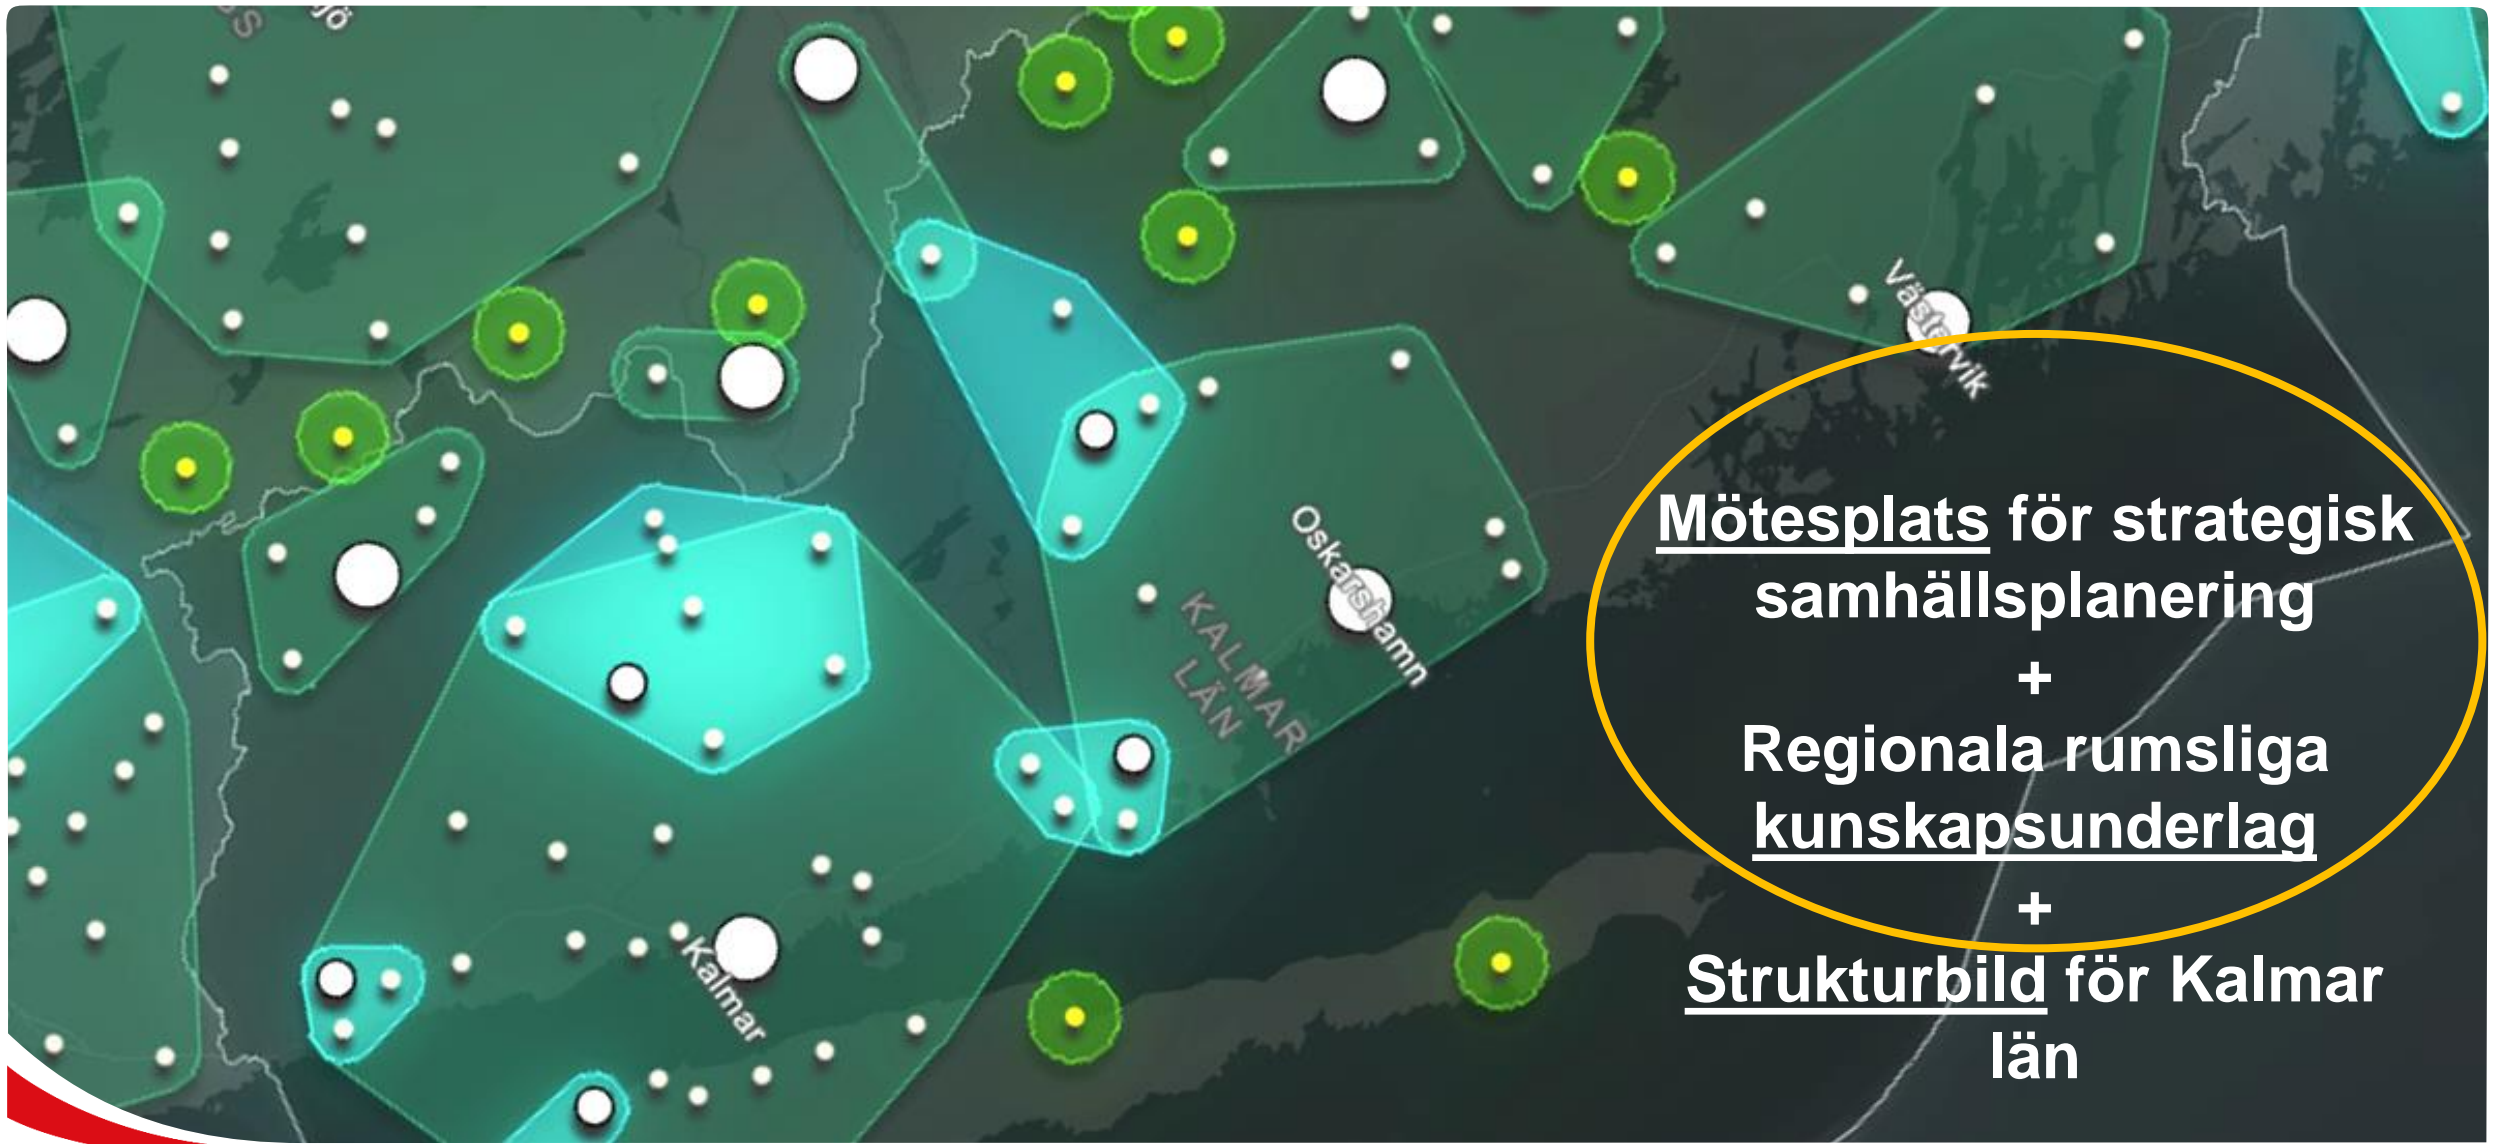 Västervik
Oskarshamn
KALMAR
LÄN
Kalmar
Mötesplats för strategisk
samhällsplanering
+
Regionala rumsliga
kunskapsunderlag
+
Strukturbild för Kalmar
län